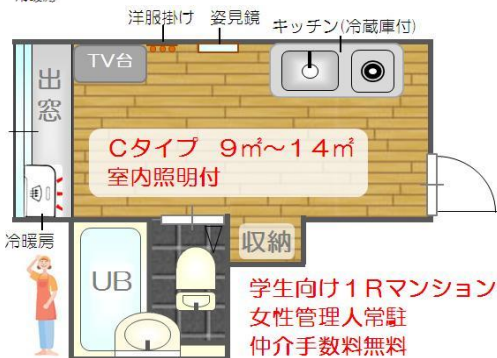 洋服掛け
姿見鏡
キッチン(冷蔵庫付)
TV台
出窓
Cタイプ 9㎡～14㎡
室内照明付
冷暖房
収納
UB
学生向け1Rマンション
女性管理人常駐
仲介手数料無料